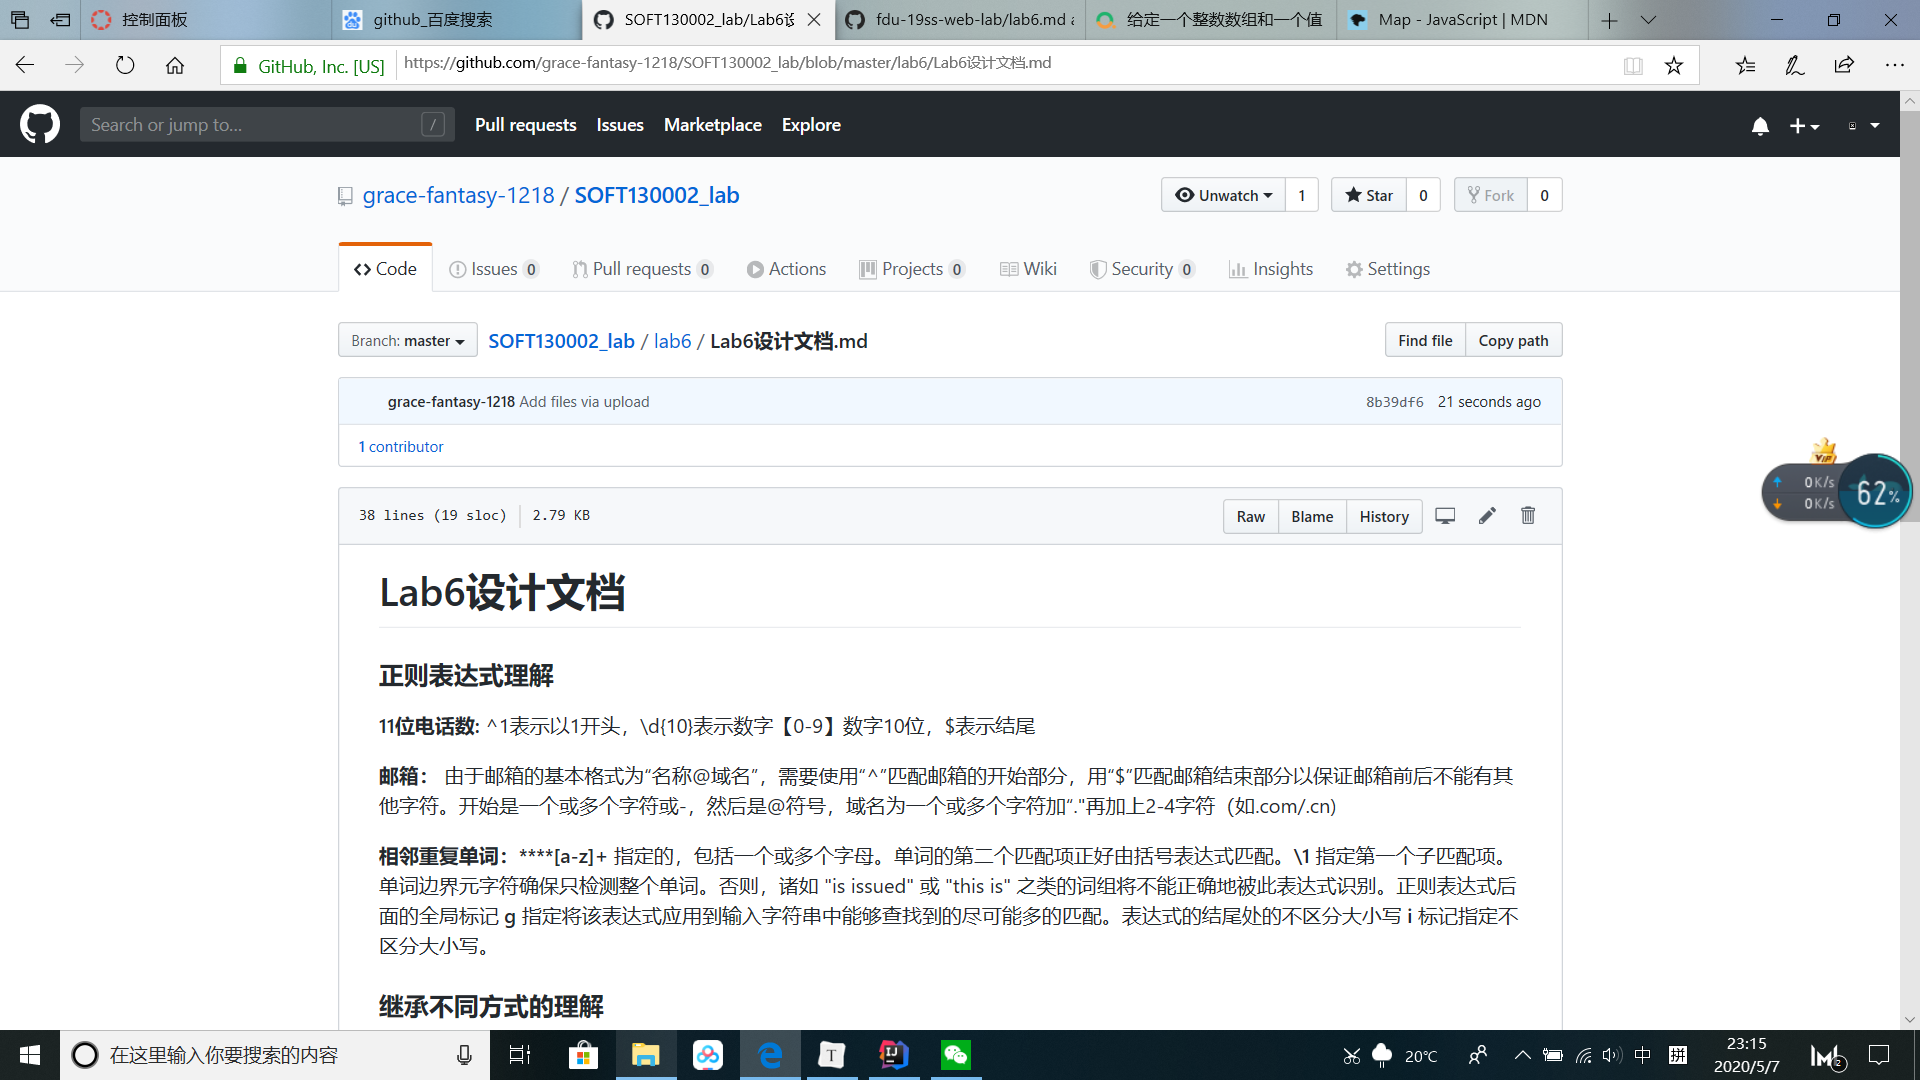 控制面板
github_百度搜索
SOFT130002_lab/Lab6设
fdu-19ss-web-lab/lab6.md a
给定一个整数数组和一个值
Map - JavaScript | MDN
GitHub, Inc. [US]
https://github.com/grace-fantasy-1218/SOFT130002_lab/blob/master/lab6/Lab6设计文档.md
Search or jump to...
/
Pull requests
Issues
Marketplace
Explore
grace-fantasy-1218 / SOFT130002_lab
Unwatch
1
Star
0
Fork
0
Code
Issues 0
Pull requests 0
Actions
Projects 0
Wiki
Security 0
Insights
Settings
Branch: master
SOFT130002_lab / lab6 / Lab6设计文档.md
Find file
Copy path
grace-fantasy-1218 Add files via upload
8b39df6
21 seconds ago
1 contributor
VIP
0K/s
0K/s
62%
38 lines (19 sloc)
2.79 KB
Raw
Blame
History
Lab6设计文档
正则表达式理解
11位电话数: ^1表示以1开头，\d{10}表示数字【0-9】数字10位，$表示结尾
邮箱： 由于邮箱的基本格式为“名称@域名”，需要使用“^”匹配邮箱的开始部分，用“$”匹配邮箱结束部分以保证邮箱前后不能有其
他字符。开始是一个或多个字符或-，然后是@符号，域名为一个或多个字符加“."再加上2-4字符（如.com/.cn)
相邻重复单词：****[a-z]+ 指定的，包括一个或多个字母。单词的第二个匹配项正好由括号表达式匹配。\1 指定第一个子匹配项。
单词边界元字符确保只检测整个单词。否则，诸如 "is issued" 或 "this is" 之类的词组将不能正确地被此表达式识别。正则表达式后
面的全局标记 g 指定将该表达式应用到输入字符串中能够查找到的尽可能多的匹配。表达式的结尾处的不区分大小写 i 标记指定不
区分大小写。
继承不同方式的理解
在这里输入你要搜索的内容
T
IJ
20℃
中
拼
23:15
2020/5/7
2